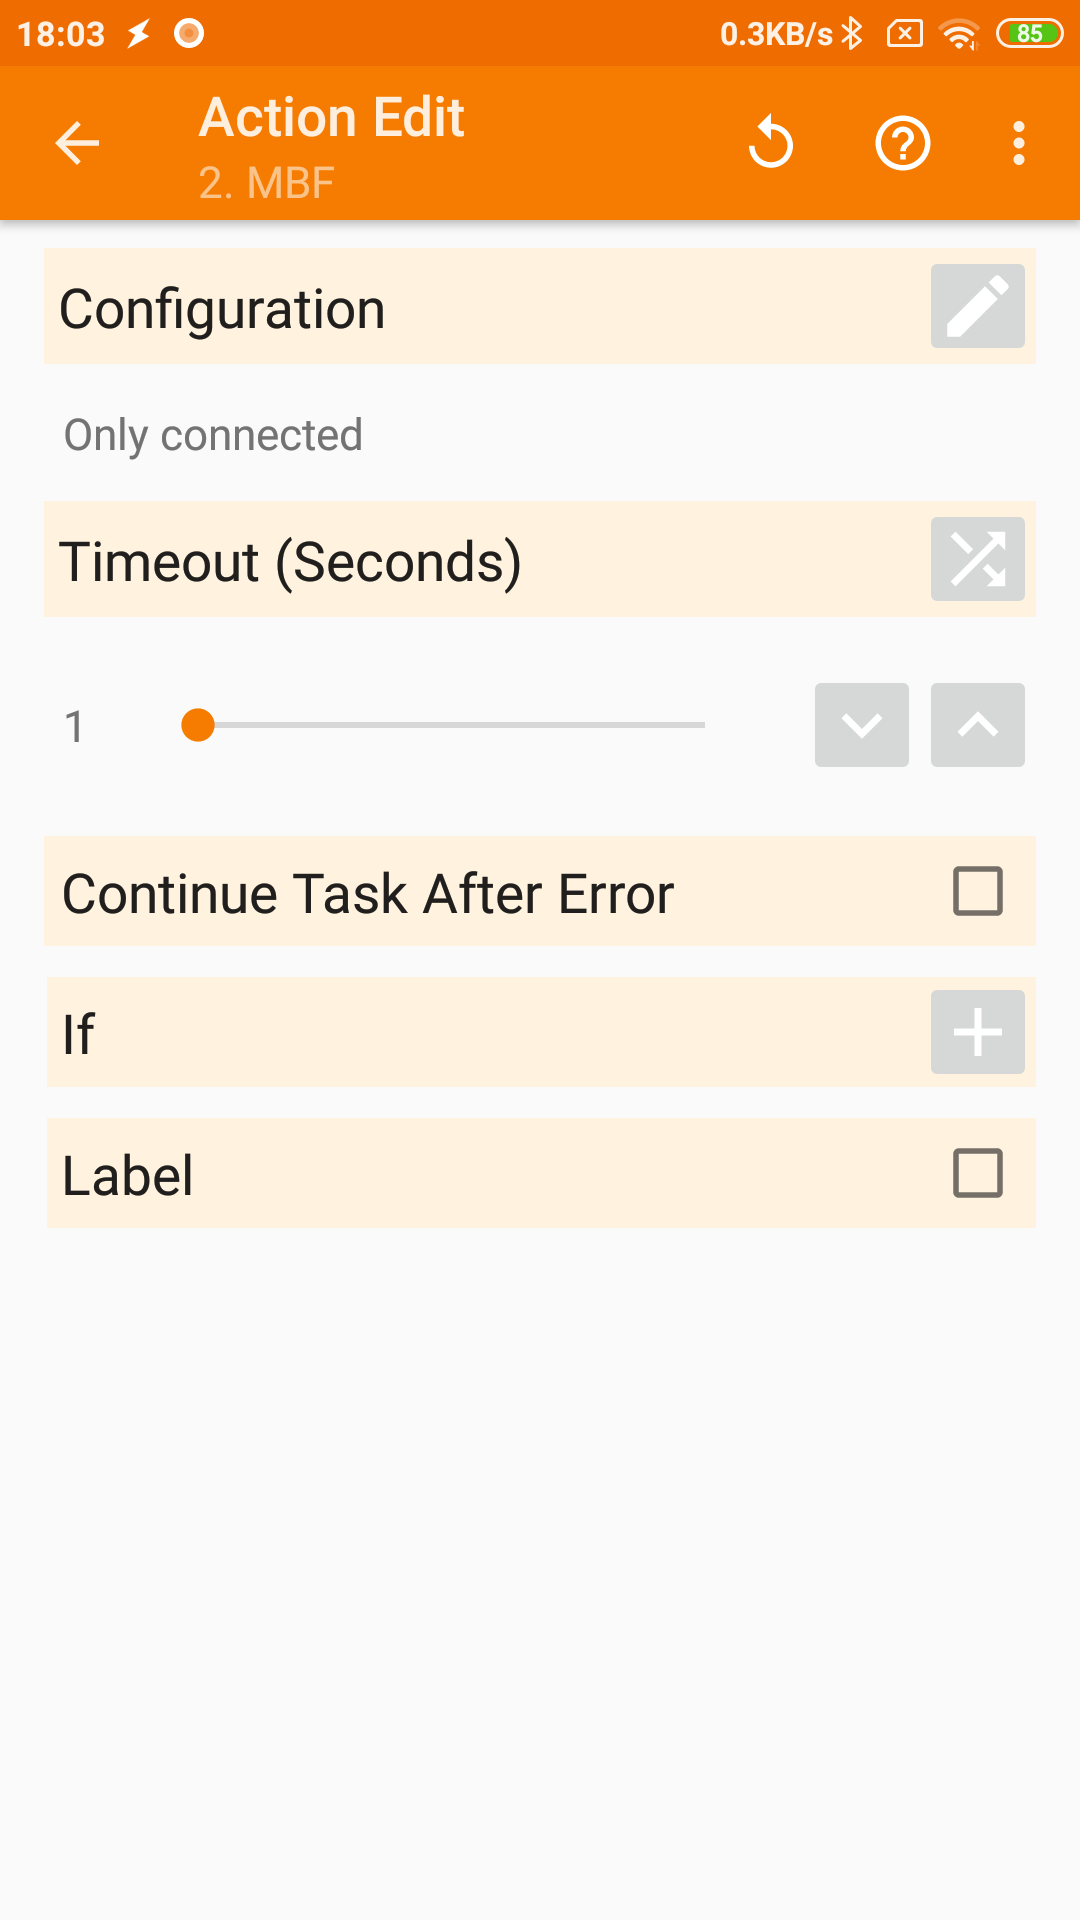 18:03 0.3KB/s 85
Action Edit
2. MBF
Configuration
Only connected
Timeout (Seconds)
1
Continue Task After Error
If
Label